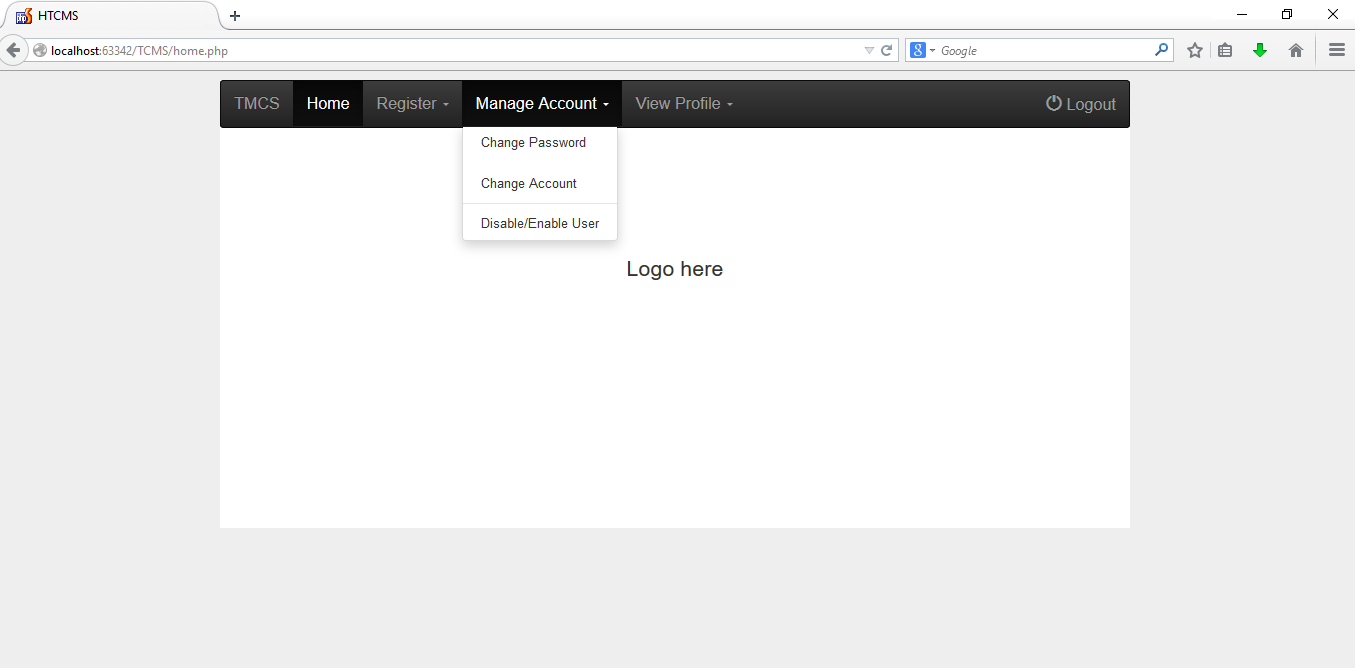 HTCMS
localhost:63342/TCMS/home.php
Google
TMCS Home Register Manage Account View Profile Logout
Change Password
Change Account
Disable/Enable User
Logo here